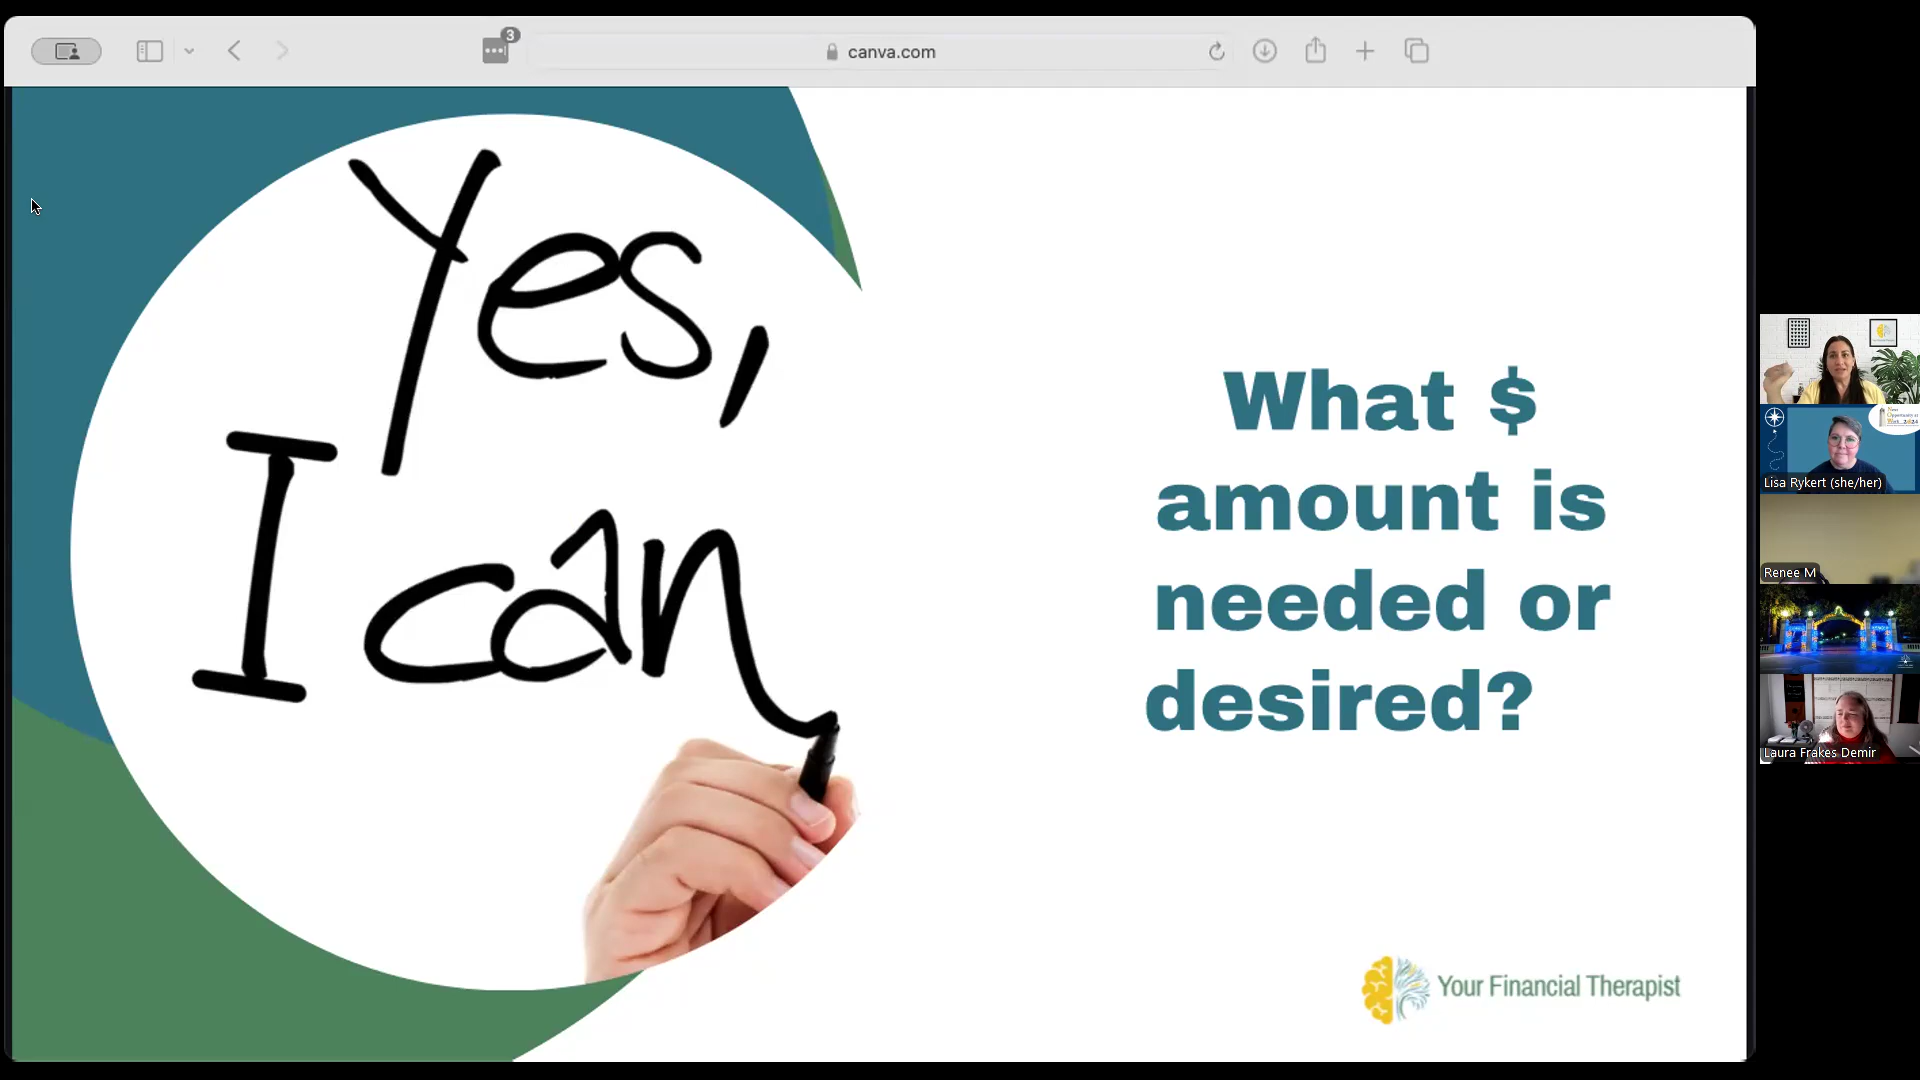 3
canva.com
Yes,
I can
What $
amount is
needed or
desired?
Your Financial Therapist
Lisa Rykert (she/her)
Renee M
Laura Frakes Demir